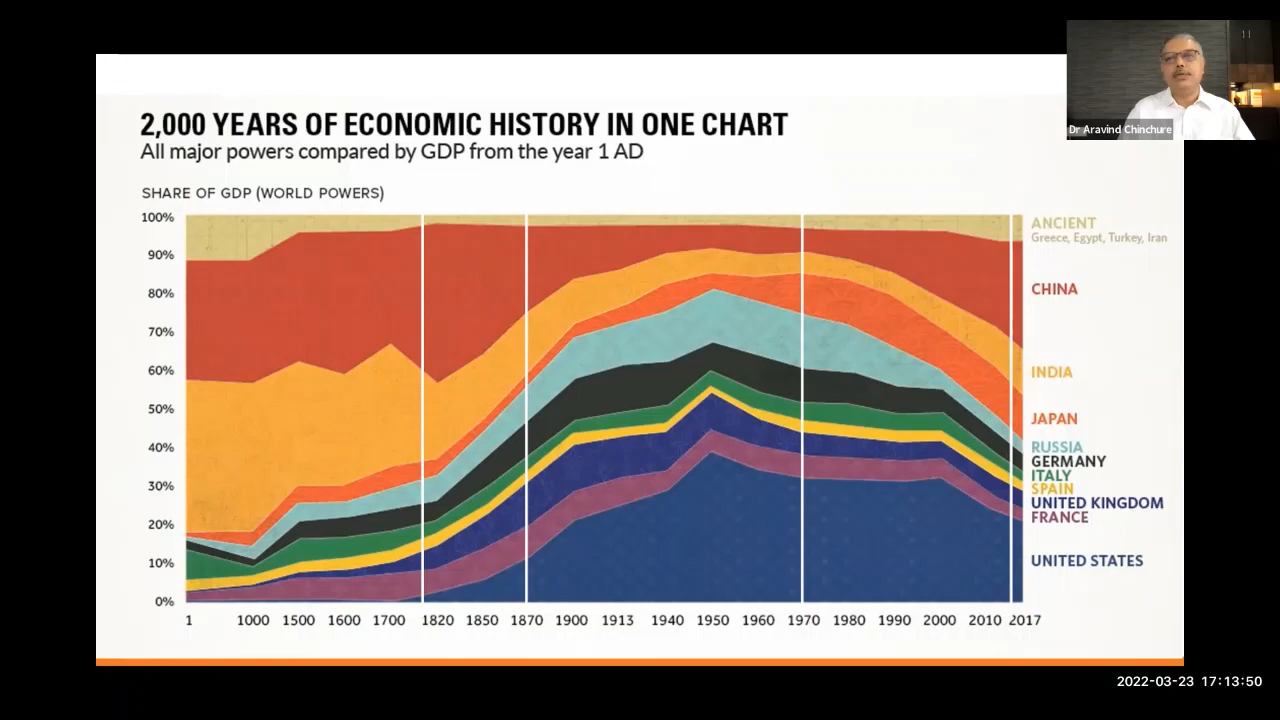 2,000 YEARS OF ECONOMIC HISTORY IN ONE CHART
All major powers compared by GDP from the year 1 AD
SHARE OF GDP (WORLD POWERS)
100%
90%
80%
70%
60%
50%
40%
30%
20%
10%
0%
1 1000 1500 1600 1700 1820 1850 1870 1900 1913 1940 1950 1960 1970 1980 1990 2000 2010 2017
ANCIENT
Greece, Egypt, Turkey, Iran
CHINA
INDIA
JAPAN
RUSSIA
GERMANY
ITALY
SPAIN
UNITED KINGDOM
FRANCE
UNITED STATES
Dr Aravind Chinchure
2022-03-23 17:13:50